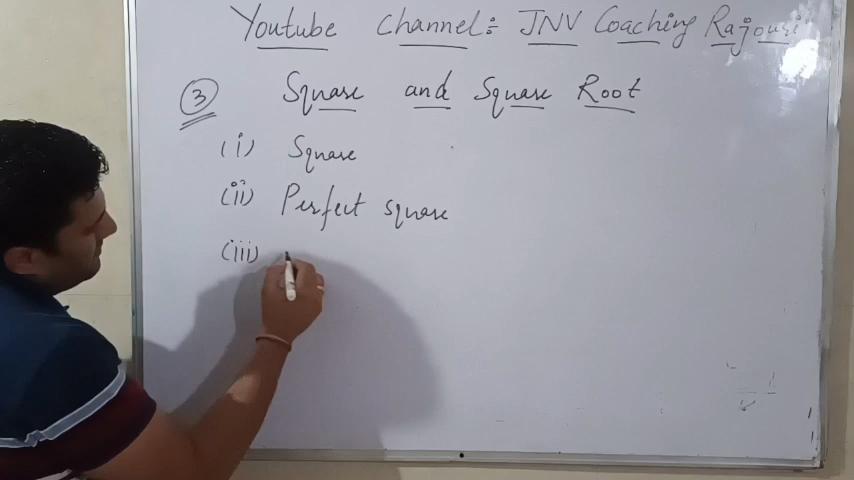 Youtube Channel:- JNV Coaching Rajouri
③ Square and Square Root
(i) Square
(ii) Perfect square
(iii)